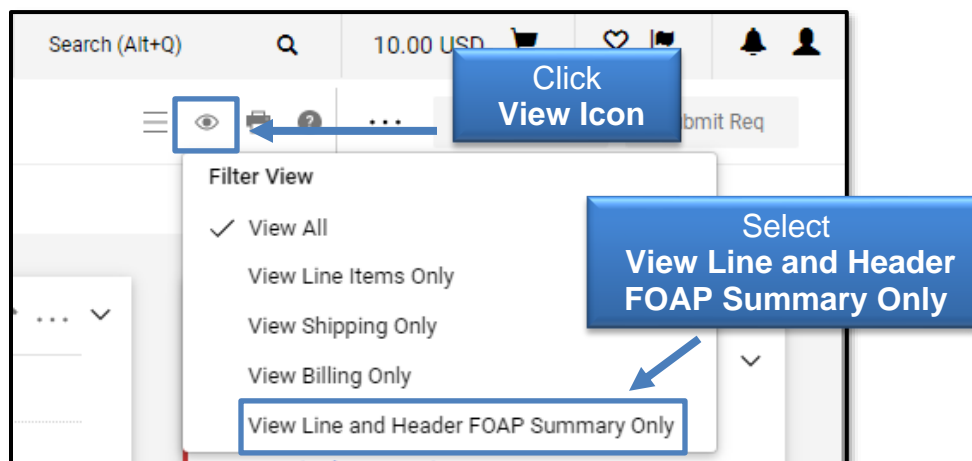 Search (Alt+Q) 10.00 USD
Click
View Icon
...
Req
Filter View
View All
Select
View Line and Header
FOAP Summary Only
View Line Items Only
View Shipping Only
...
View Billing Only
View Line and Header FOAP Summary Only